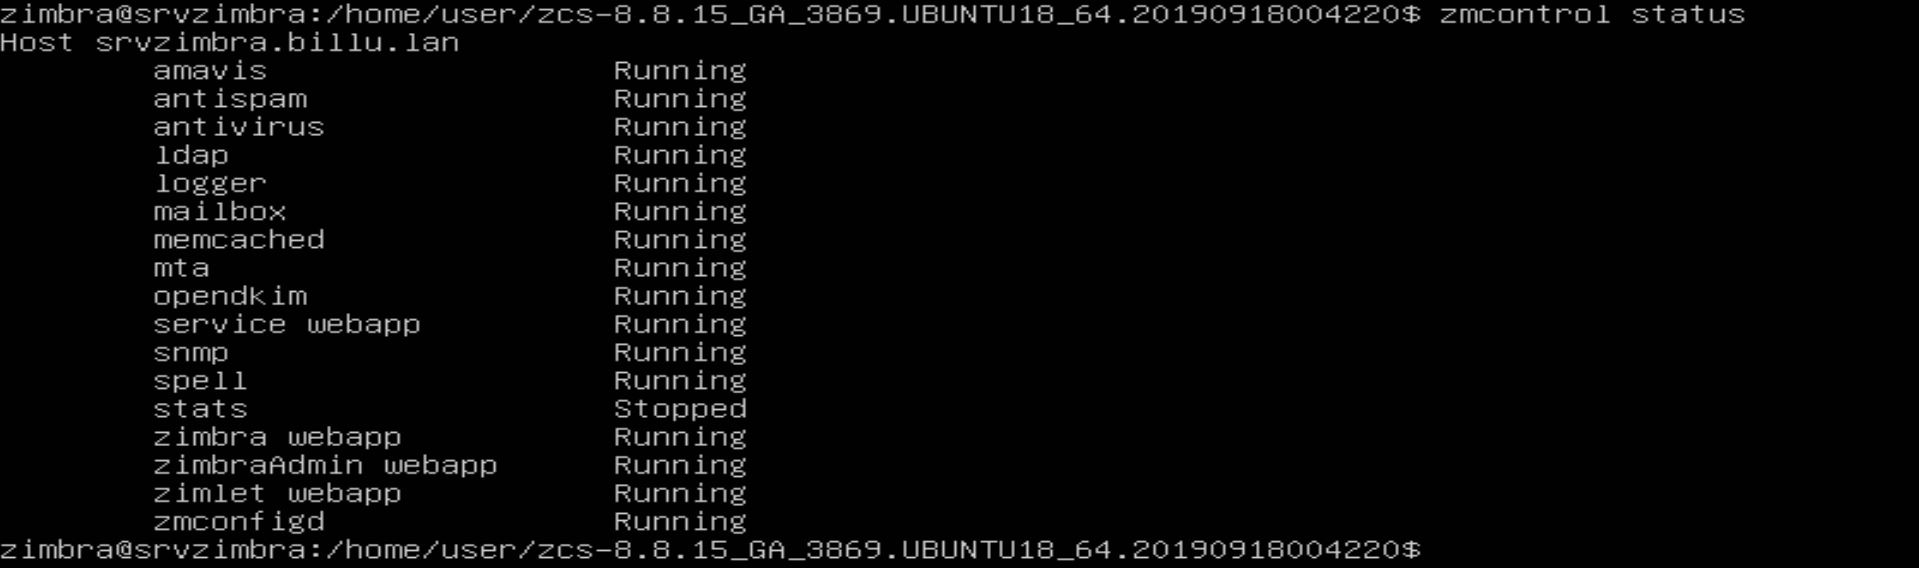 zimbra@srvzimbra:/home/user/zcs-8.8.15_GA_3869.UBUNTU18_64.20190918004220$ zmcontrol status
Host srvzimbra.billu.lan
        amavis                  Running
        antispam                Running
        antivirus               Running
        ldap                    Running
        logger                  Running
        mailbox                 Running
        memcached               Running
        mta                     Running
        opendkim                Running
        service webapp          Running
        snmp                    Running
        spell                   Running
        stats                   Stopped
        zimbra webapp           Running
        zimbraAdmin webapp      Running
        zimlet webapp           Running
        zmconfigd               Running
zimbra@srvzimbra:/home/user/zcs-8.8.15_GA_3869.UBUNTU18_64.20190918004220$